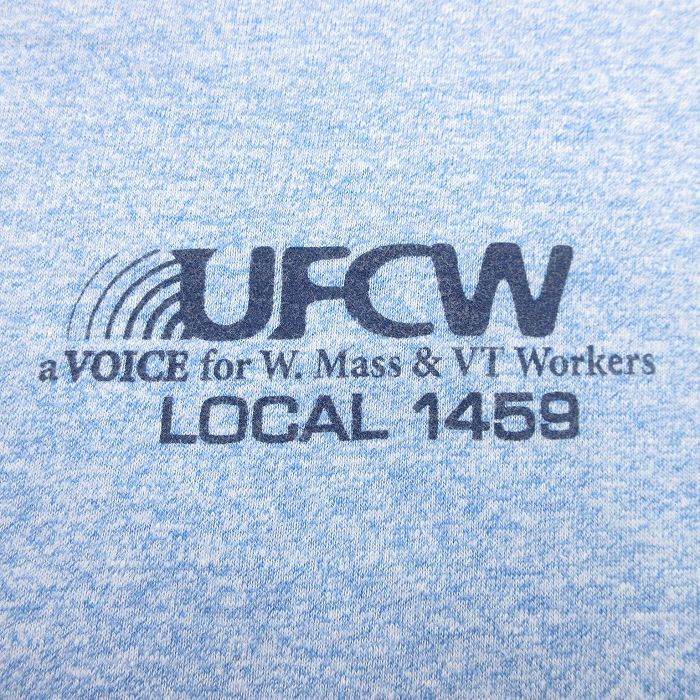 UFCW
a VOICE for W. Mass & VT Workers
LOCAL 1459